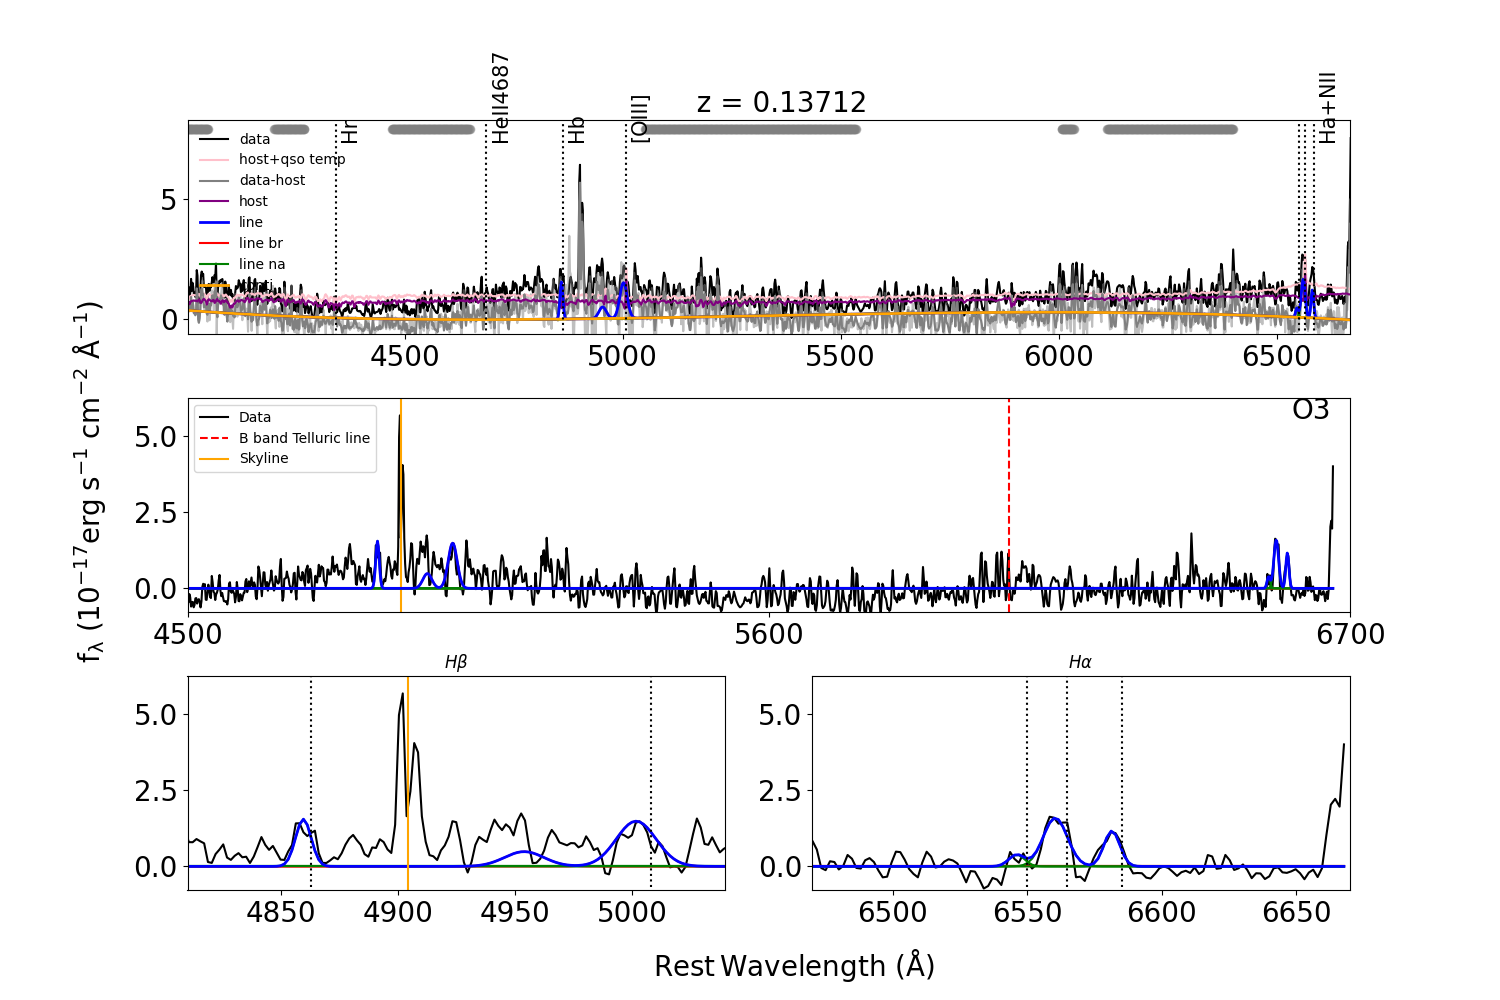 z = 0.13712
Hr
HeII4687
Hb
[OIII]
Ha+NII
data
host+qso temp
data-host
host
line
line br
line na
conti
5
0
4500 5000 5500 6000 6500
O3
Data
B band Telluric line
Skyline
5.0
2.5
0.0
4500 5600 6700
fλ (10−17erg s−1 cm−2 Å−1)
Hβ
5.0
2.5
0.0
4850 4900 4950 5000
Hα
5.0
2.5
0.0
6500 6550 6600 6650
Rest Wavelength (Å)